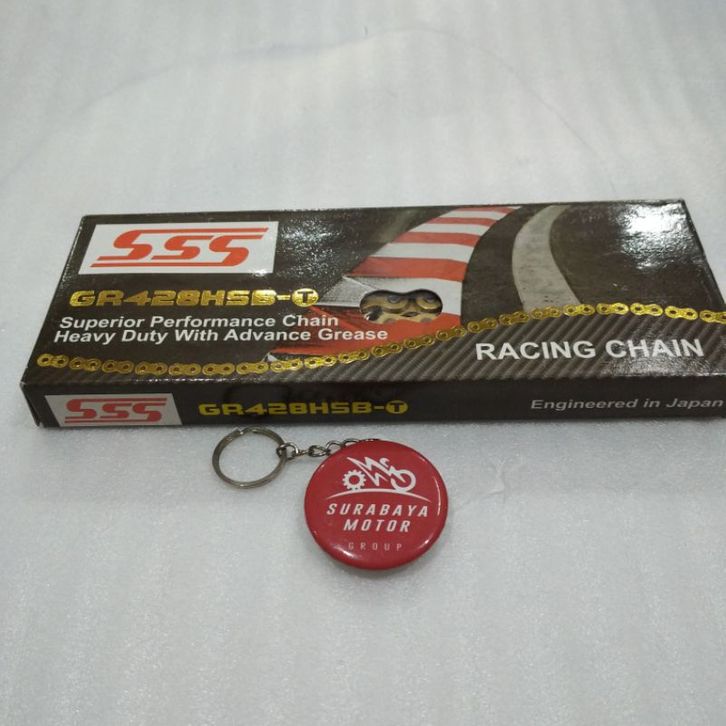 SSS
GR428HSB-T
Superior Performance Chain
Heavy Duty With Advance Grease
RACING CHAIN
SSS
GR428HSB-T
Engineered in Japan
SURABAYA
MOTOR
GROUP